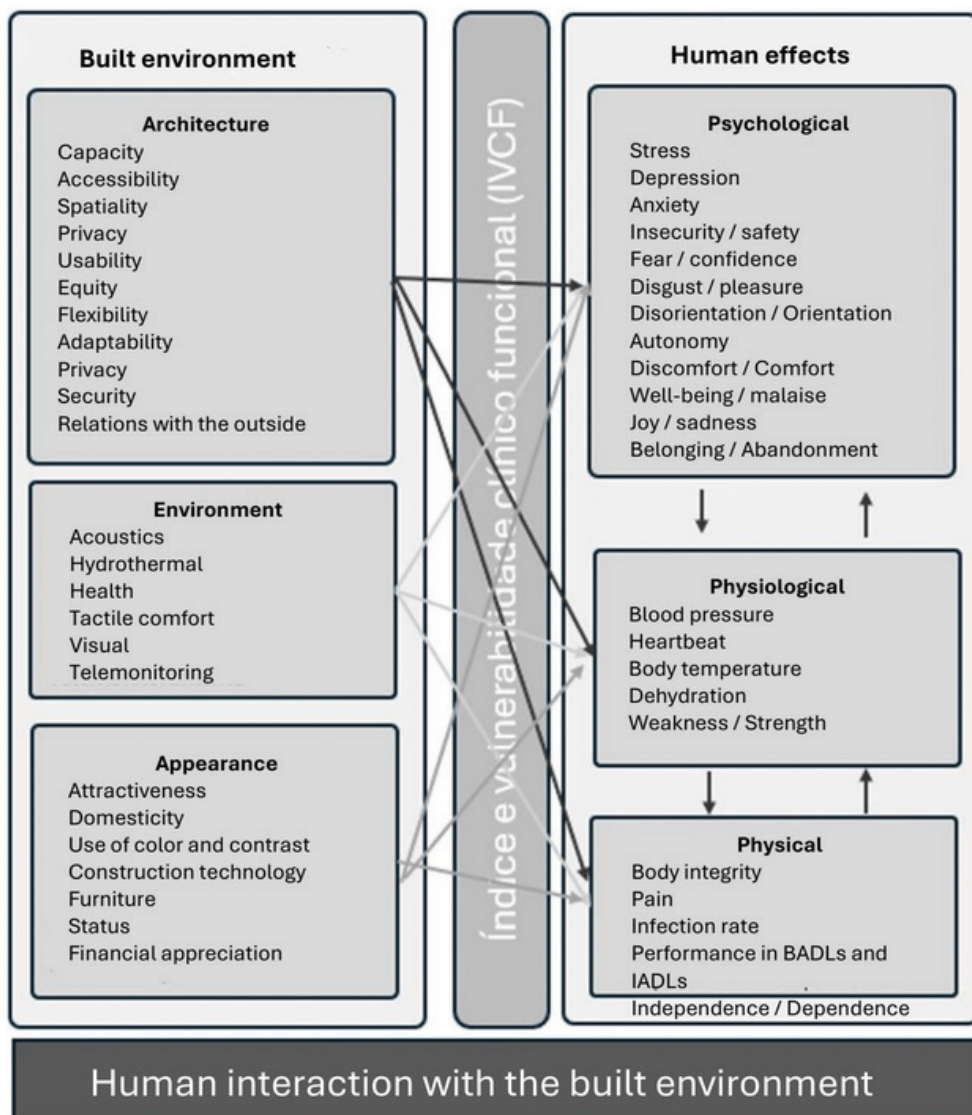 Built environment
Architecture
Capacity
Accessibility
Spatiality
Privacy
Usability
Equity
Flexibility
Adaptability
Privacy
Security
Relations with the outside
Environment
Acoustics
Hydrothermal
Health
Tactile comfort
Visual
Telemonitoring
Appearance
Attractiveness
Domesticity
Use of color and contrast
Construction technology
Furniture
Status
Financial appreciation
Índice e vulnerabilidade clínico funcional (IVCF)
Human effects
Psychological
Stress
Depression
Anxiety
Insecurity / safety
Fear / confidence
Disgust / pleasure
Disorientation / Orientation
Autonomy
Discomfort / Comfort
Well-being / malaise
Joy / sadness
Belonging / Abandonment
Physiological
Blood pressure
Heartbeat
Body temperature
Dehydration
Weakness / Strength
Physical
Body integrity
Pain
Infection rate
Performance in BADLs and
IADLs
Independence / Dependence
Human interaction with the built environment